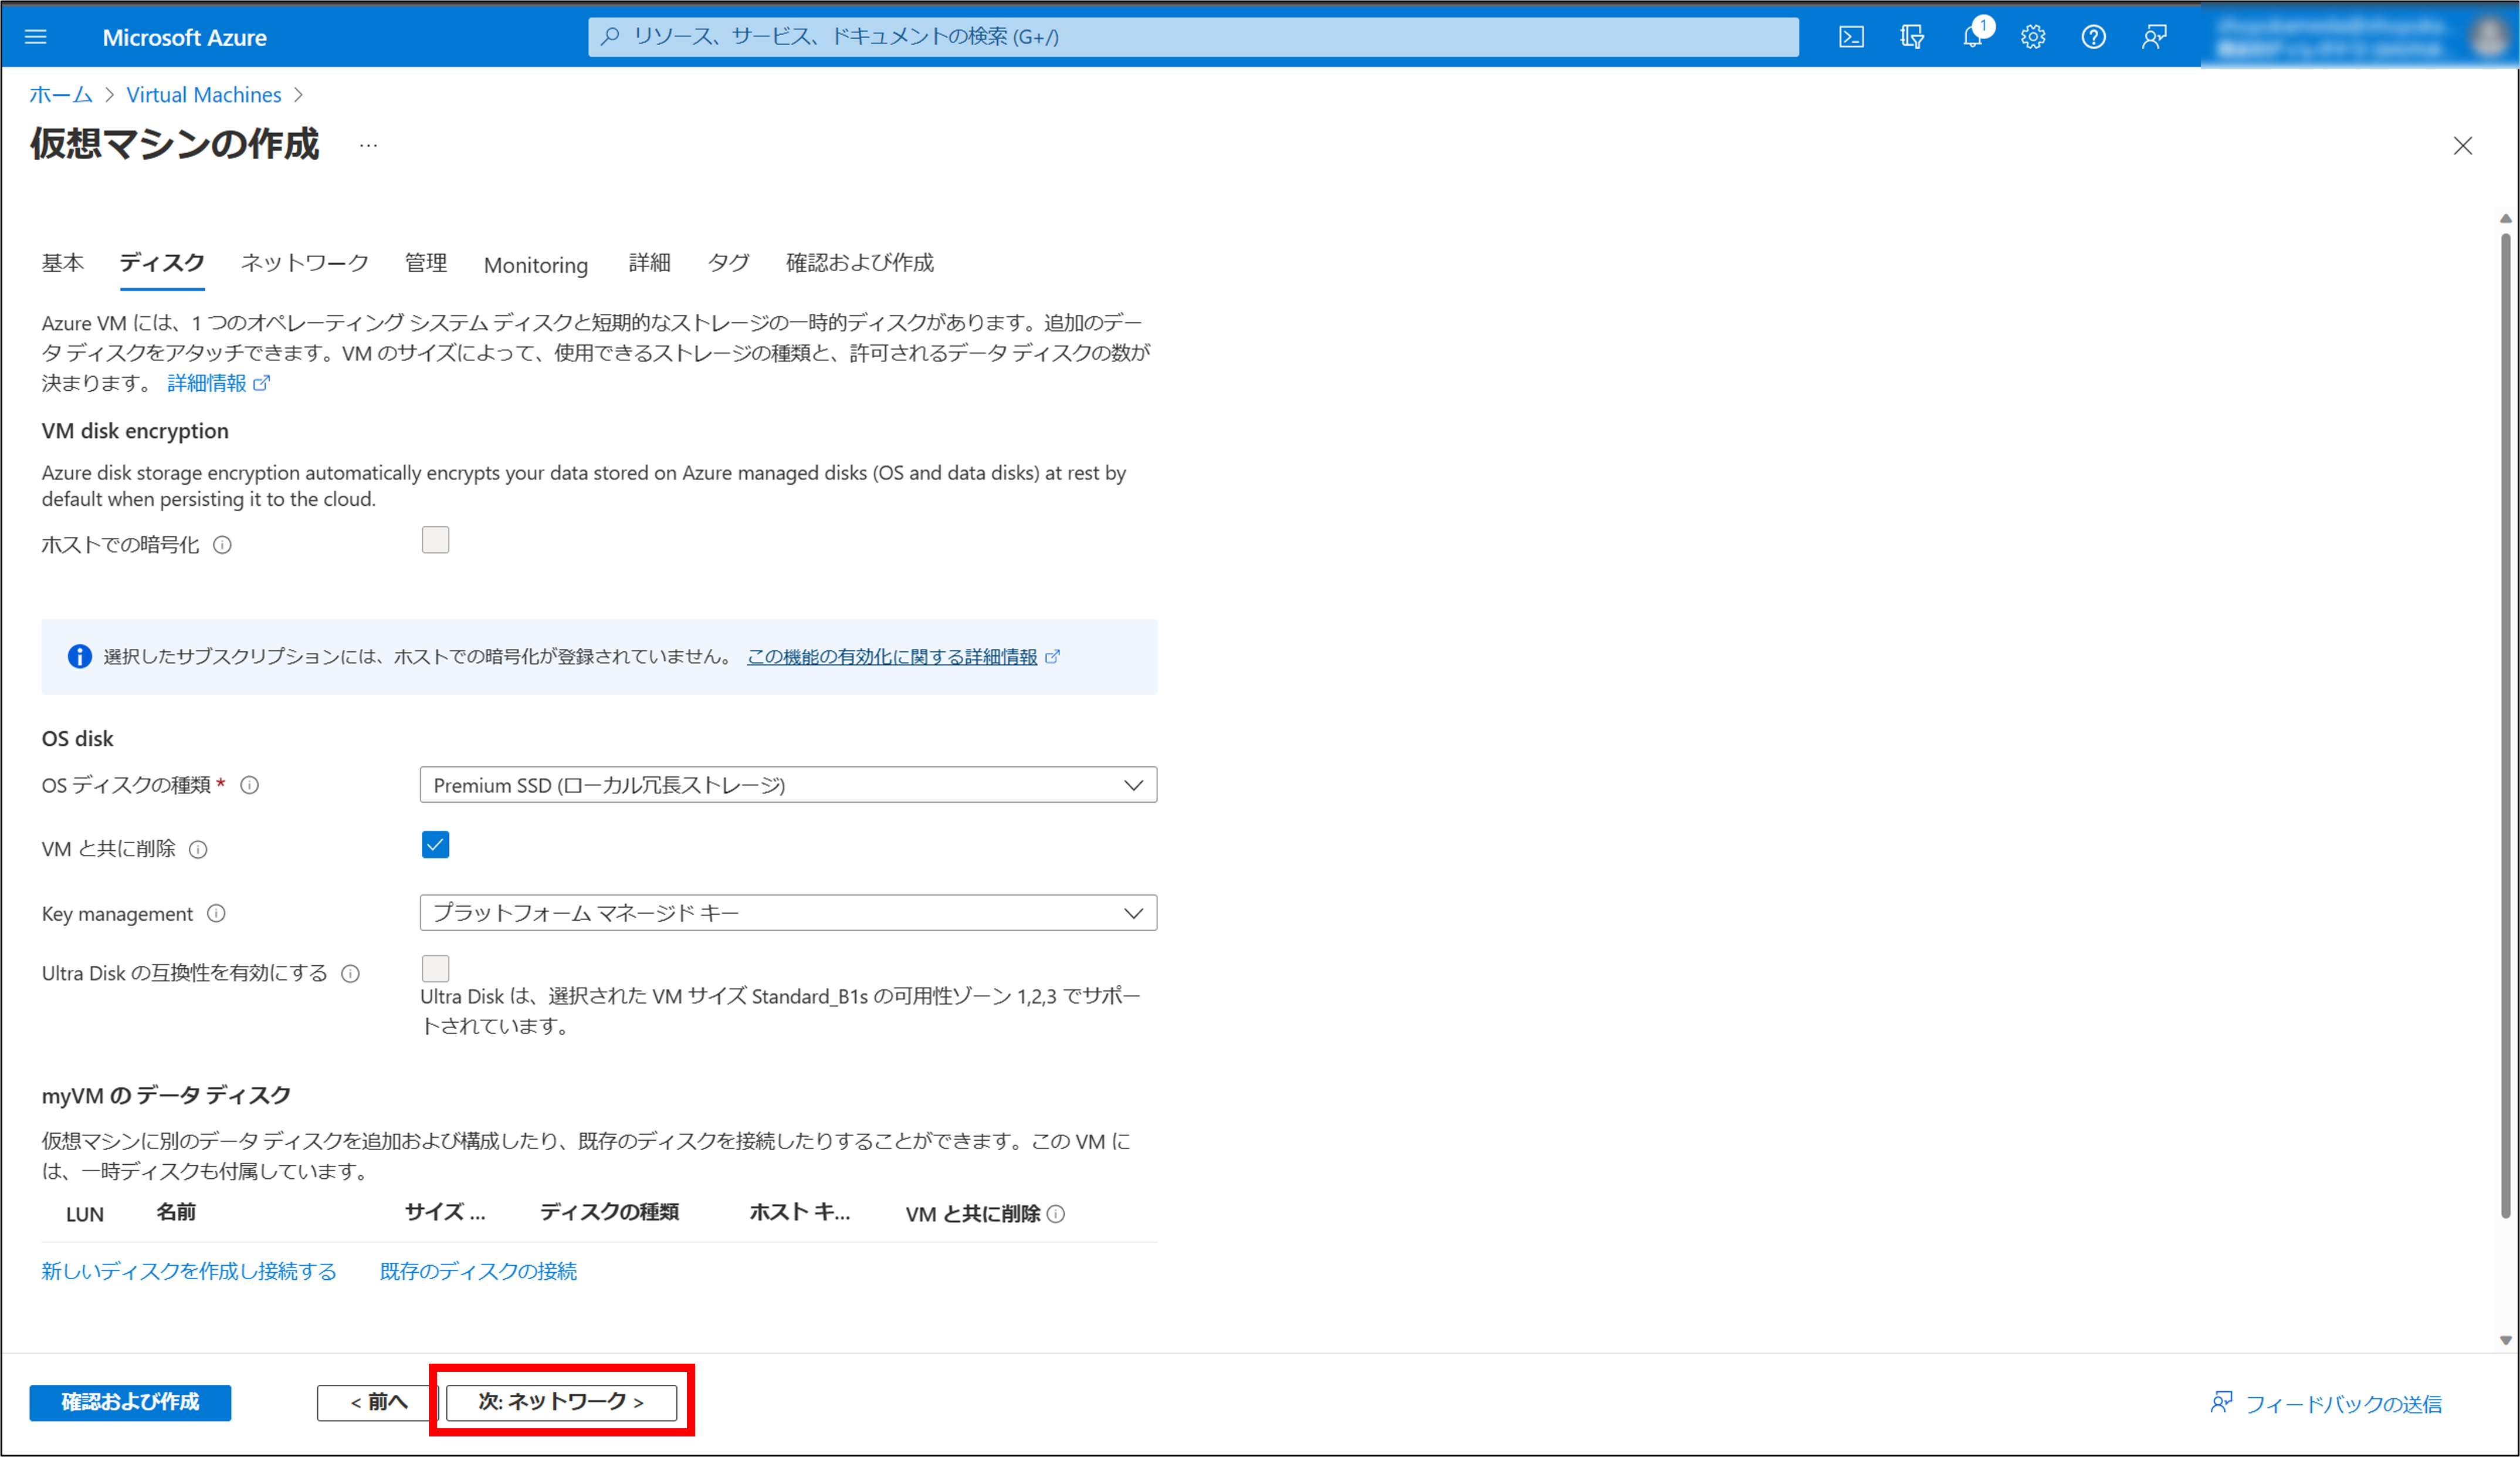 Microsoft Azure
リソース、サービス、ドキュメントの検索 (G+/)
1
ホーム > Virtual Machines >
仮想マシンの作成 …
基本 ディスク ネットワーク 管理 Monitoring 詳細 タグ 確認および作成
Azure VM には、1 つのオペレーティング システム ディスクと短期的なストレージの一時的ディスクがあります。追加のデー
タ ディスクをアタッチできます。VM のサイズによって、使用できるストレージの種類と、許可されるデータ ディスクの数が
決まります。 詳細情報
VM disk encryption
Azure disk storage encryption automatically encrypts your data stored on Azure managed disks (OS and data disks) at rest by
default when persisting it to the cloud.
ホストでの暗号化
選択したサブスクリプションには、ホストでの暗号化が登録されていません。 この機能の有効化に関する詳細情報
OS disk
OS ディスクの種類 *
Premium SSD (ローカル冗長ストレージ)
VM と共に削除
Key management
プラットフォーム マネージド キー
Ultra Disk の互換性を有効にする
Ultra Disk は、選択された VM サイズ Standard_B1s の可用性ゾーン 1,2,3 でサポー
トされています。
myVM の データ ディスク
仮想マシンに別のデータ ディスクを追加および構成したり、既存のディスクを接続したりすることができます。この VM に
は、一時ディスクも付属しています。
LUN 名前 サイズ ... ディスクの種類 ホスト キ... VM と共に削除
新しいディスクを作成し接続する 既存のディスクの接続
確認および作成 < 前へ 次: ネットワーク > フィードバックの送信